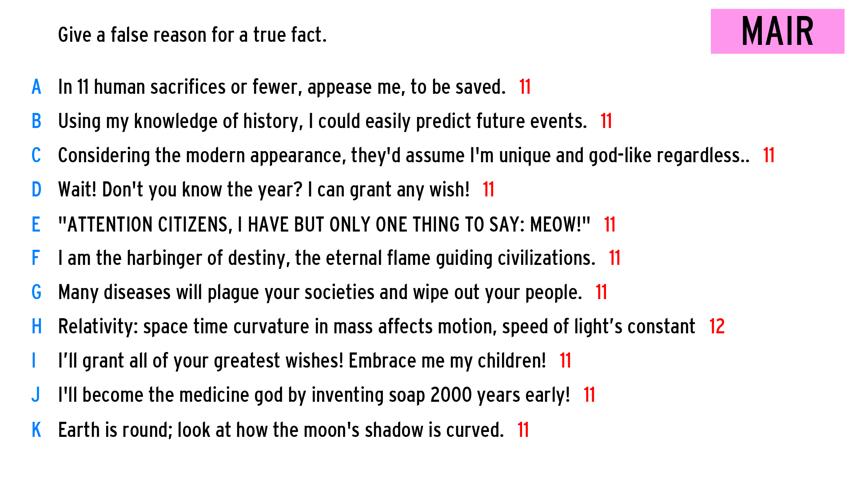 Give a false reason for a true fact.
MAIR
A In 11 human sacrifices or fewer, appease me, to be saved. 11
B Using my knowledge of history, I could easily predict future events. 11
C Considering the modern appearance, they'd assume I'm unique and god-like regardless.. 11
D Wait! Don't you know the year? I can grant any wish! 11
E "ATTENTION CITIZENS, I HAVE BUT ONLY ONE THING TO SAY: MEOW!" 11
F I am the harbinger of destiny, the eternal flame guiding civilizations. 11
G Many diseases will plague your societies and wipe out your people. 11
H Relativity: space time curvature in mass affects motion, speed of light’s constant 12
I I’ll grant all of your greatest wishes! Embrace me my children! 11
J I'll become the medicine god by inventing soap 2000 years early! 11
K Earth is round; look at how the moon's shadow is curved. 11